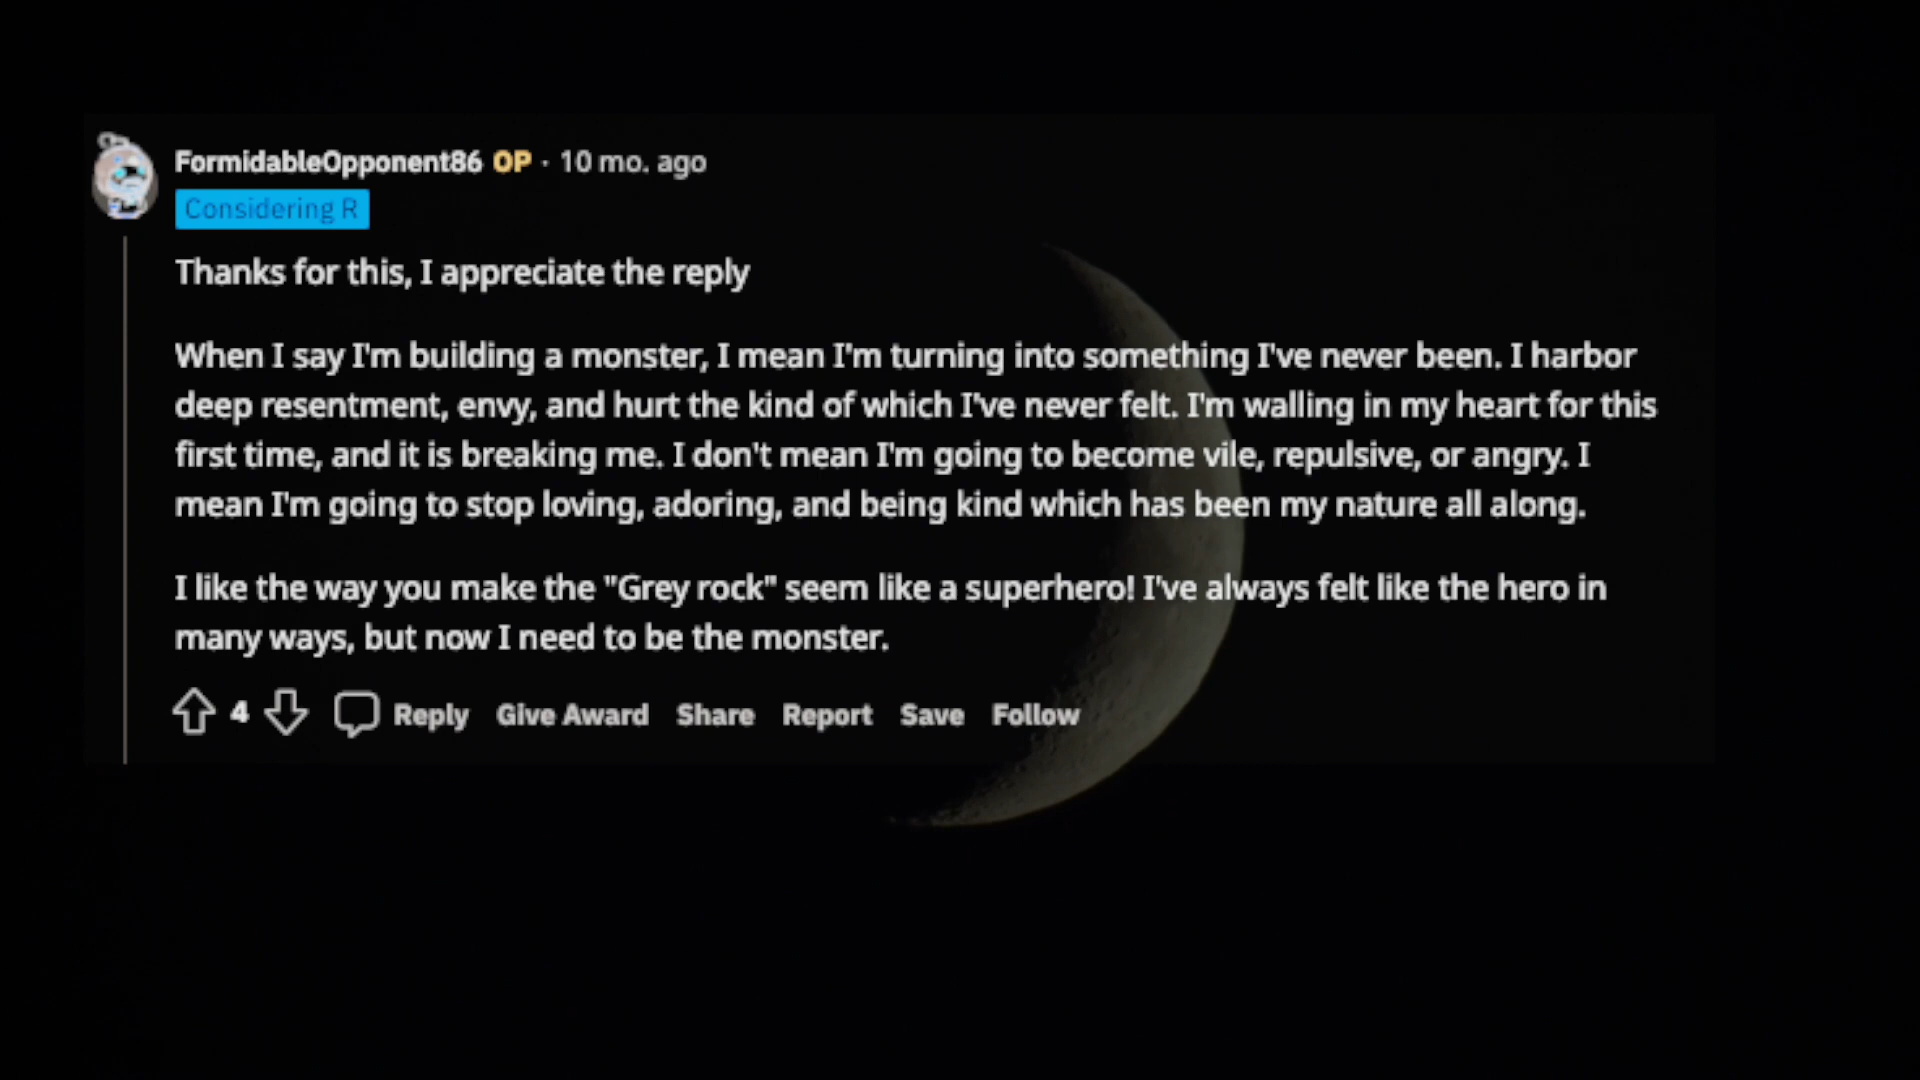 FormidableOpponent86 OP · 10 mo. ago
Considering R
Thanks for this, I appreciate the reply
When I say I'm building a monster, I mean I'm turning into something I've never been. I harbor
deep resentment, envy, and hurt the kind of which I've never felt. I'm walling in my heart for this
first time, and it is breaking me. I don't mean I'm going to become vile, repulsive, or angry. I
mean I'm going to stop loving, adoring, and being kind which has been my nature all along.
I like the way you make the "Grey rock" seem like a superhero! I've always felt like the hero in
many ways, but now I need to be the monster.
4 Reply Give Award Share Report Save Follow